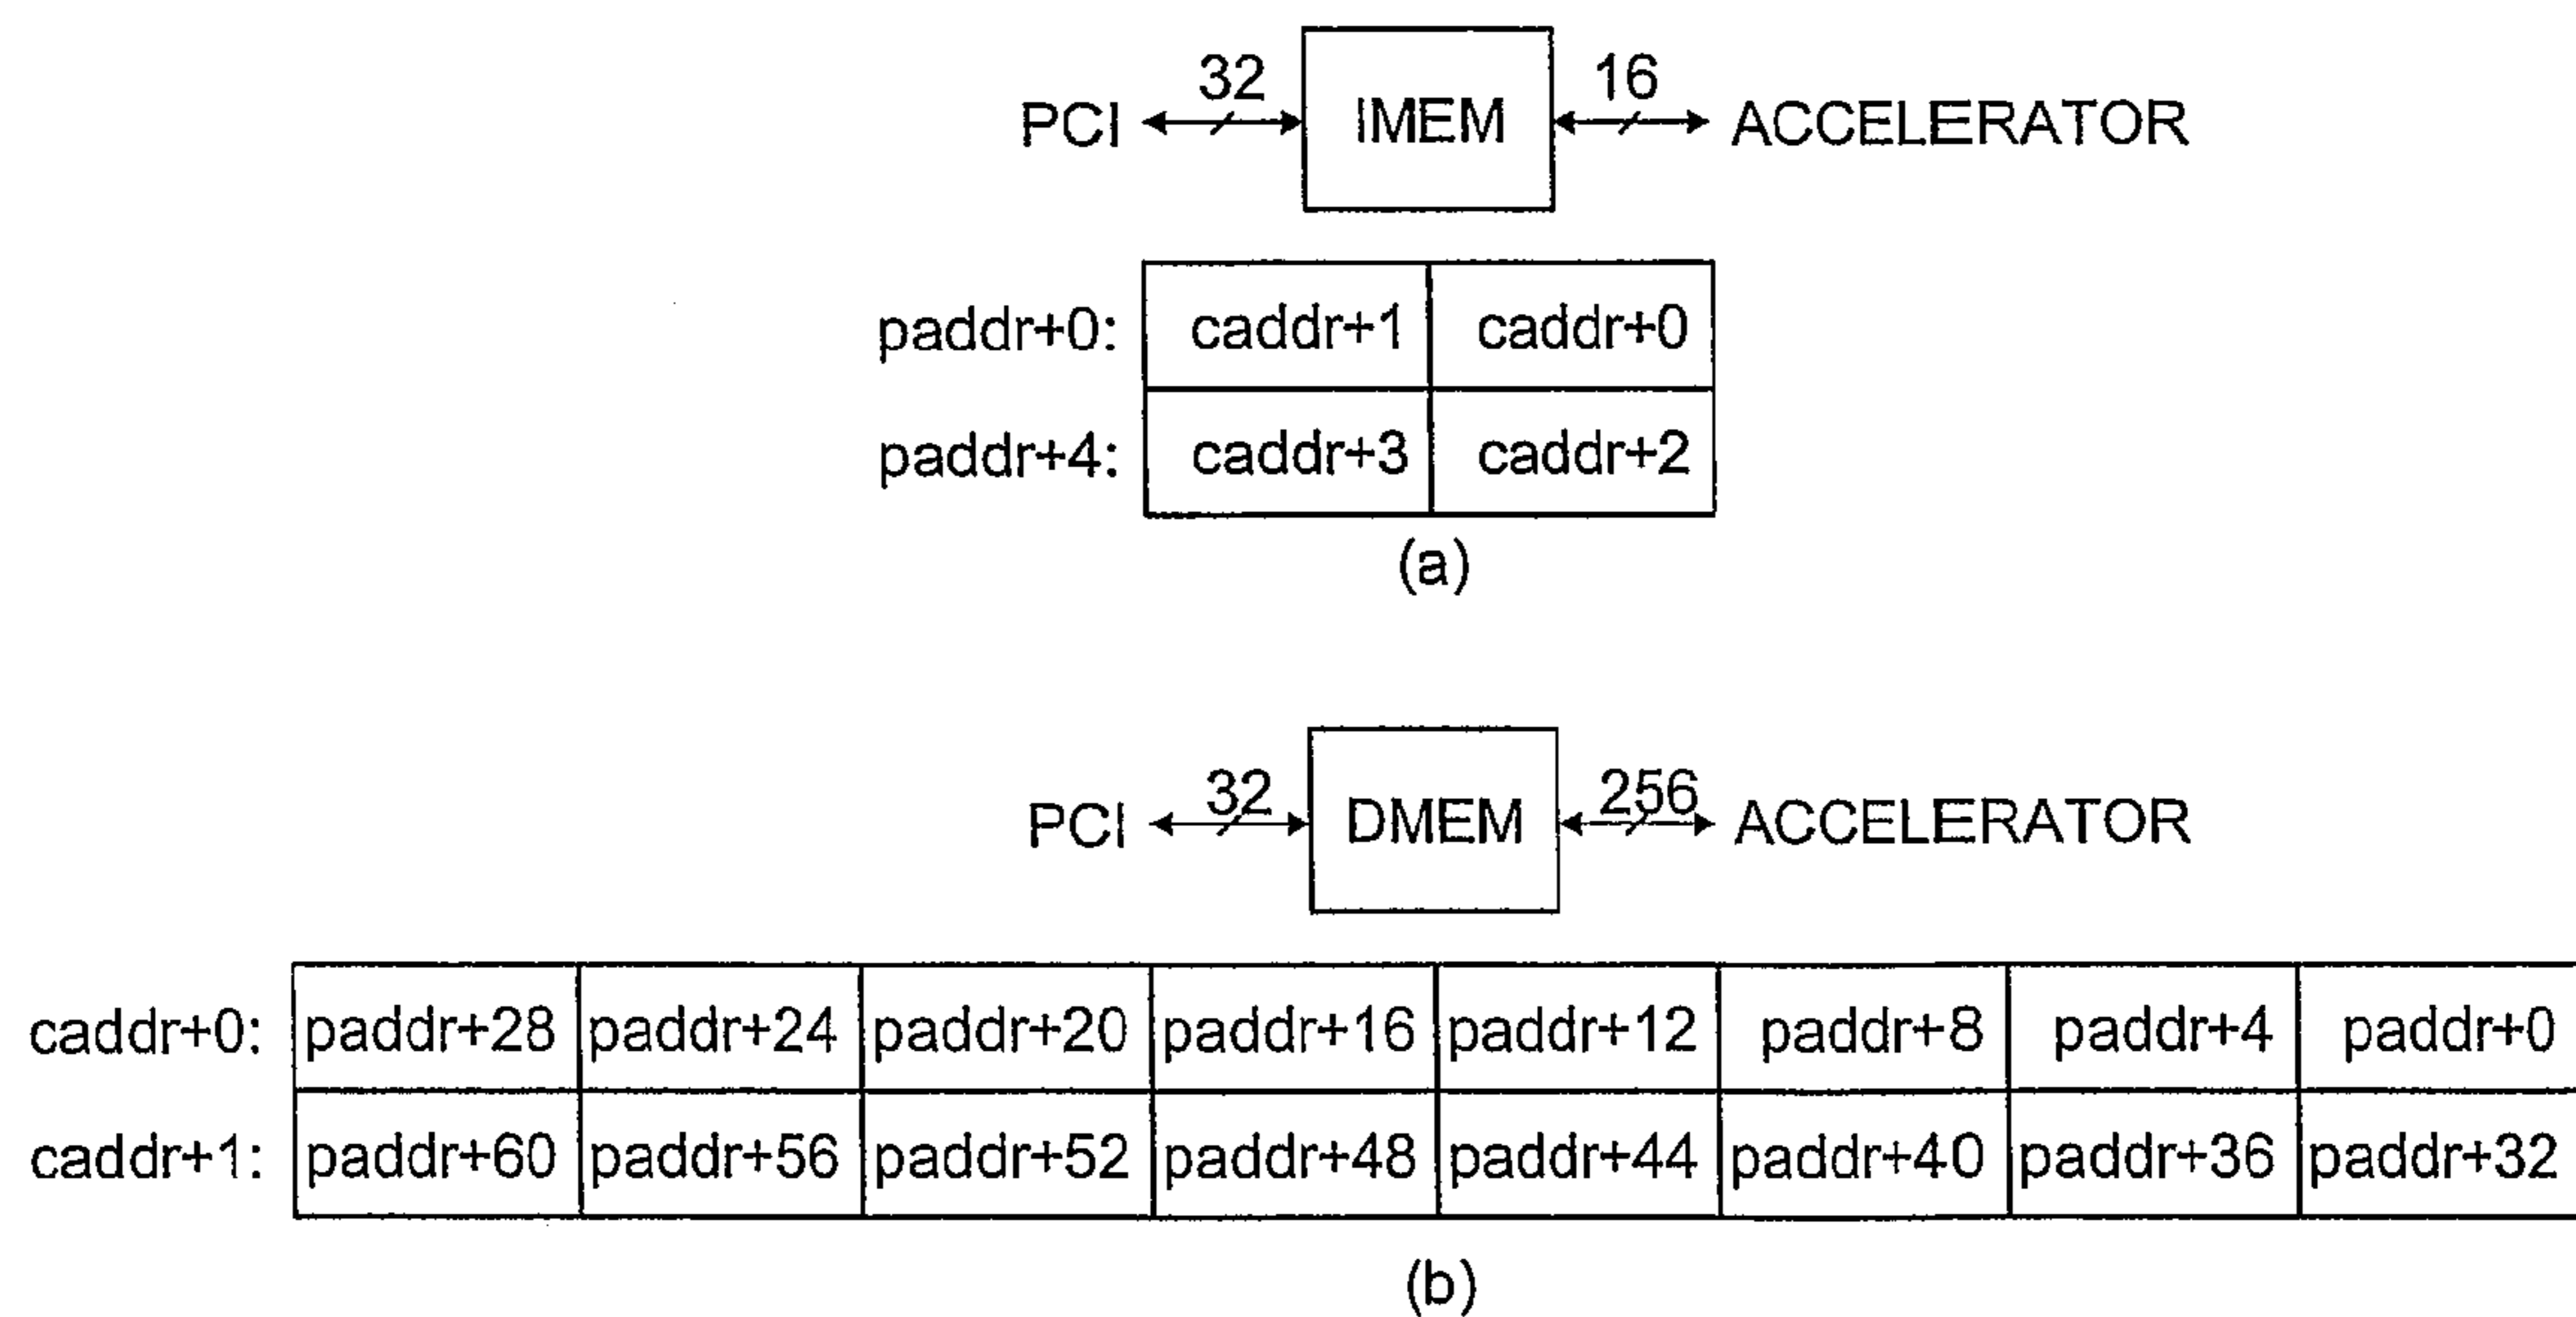 32 16
PCI IMEM ACCELERATOR
paddr+0: caddr+1 caddr+0
paddr+4: caddr+3 caddr+2
(a)
32 256
PCI DMEM ACCELERATOR
caddr+0: paddr+28 paddr+24 paddr+20 paddr+16 paddr+12 paddr+8 paddr+4 paddr+0
caddr+1: paddr+60 paddr+56 paddr+52 paddr+48 paddr+44 paddr+40 paddr+36 paddr+32
(b)